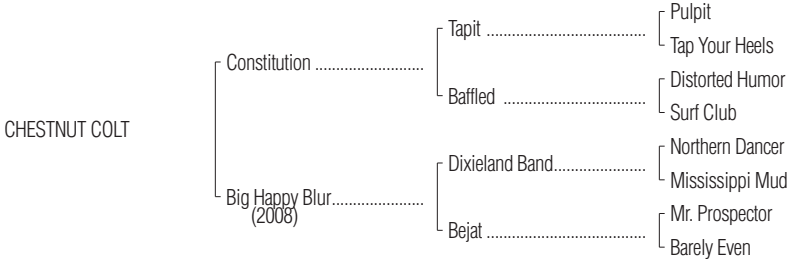 Pulpit
Tapit ......................................
Tap Your Heels
Constitution ..........................
Distorted Humor
Baffled ..................................
Surf Club
CHESTNUT COLT
Northern Dancer
Dixieland Band......................
Mississippi Mud
Big Happy Blur......................
(2008)
Mr. Prospector
Bejat ......................................
Barely Even